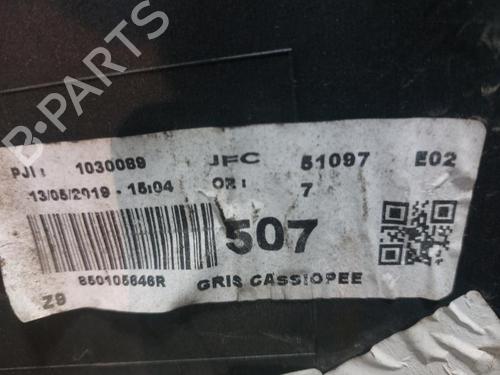 B-PARTS
PJI : 1030089 JFC 51097 E02
13/05/2019 - 15:04 OR : 7
507
850105646R GRIS CASSIOPEE
Z9